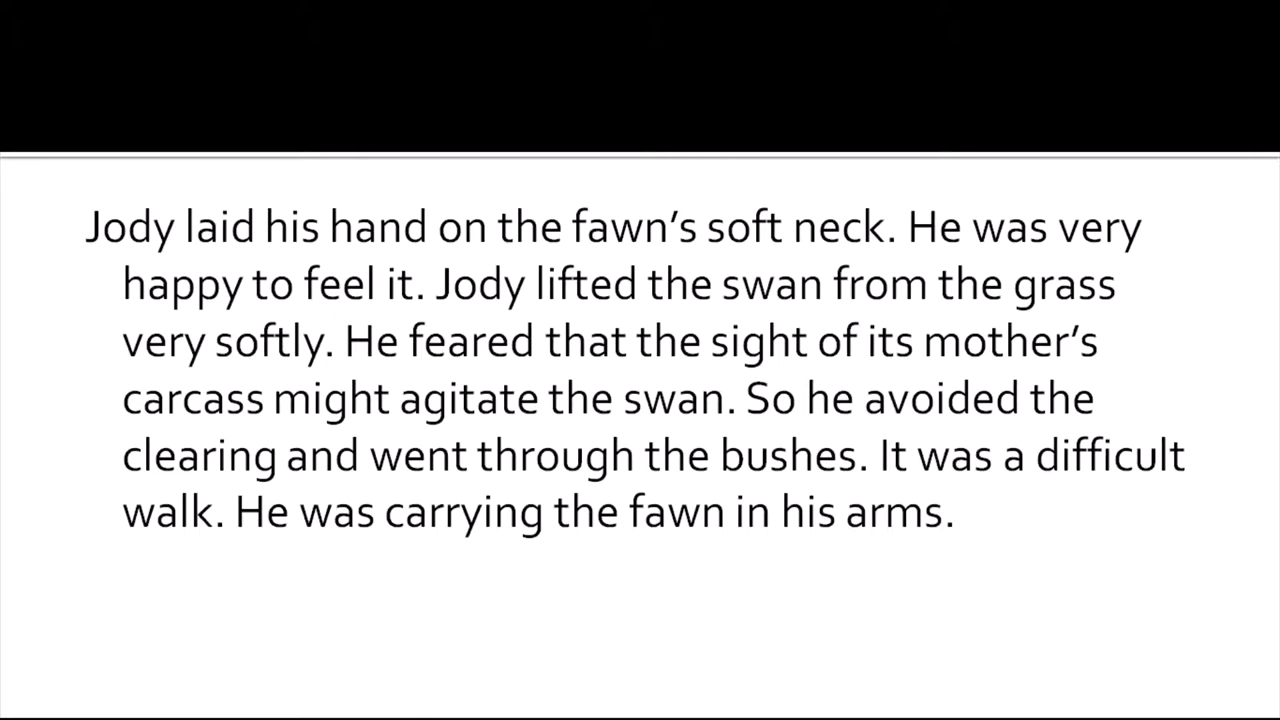 Jody laid his hand on the fawn’s soft neck. He was very
happy to feel it. Jody lifted the swan from the grass
very softly. He feared that the sight of its mother’s
carcass might agitate the swan. So he avoided the
clearing and went through the bushes. It was a difficult
walk. He was carrying the fawn in his arms.